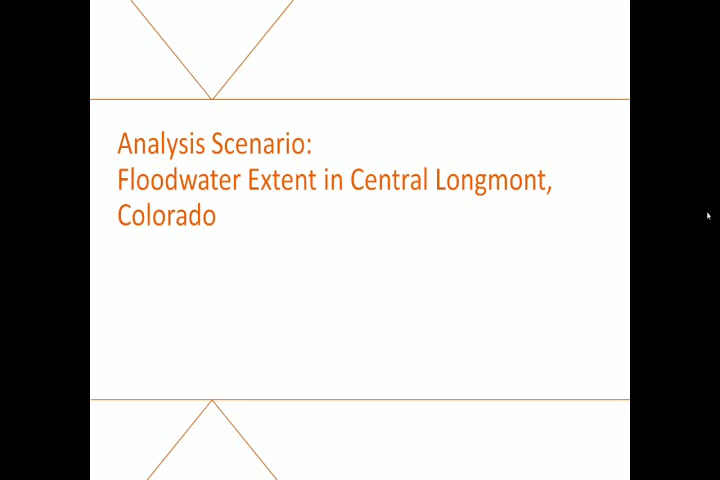 Analysis Scenario:
Floodwater Extent in Central Longmont,
Colorado